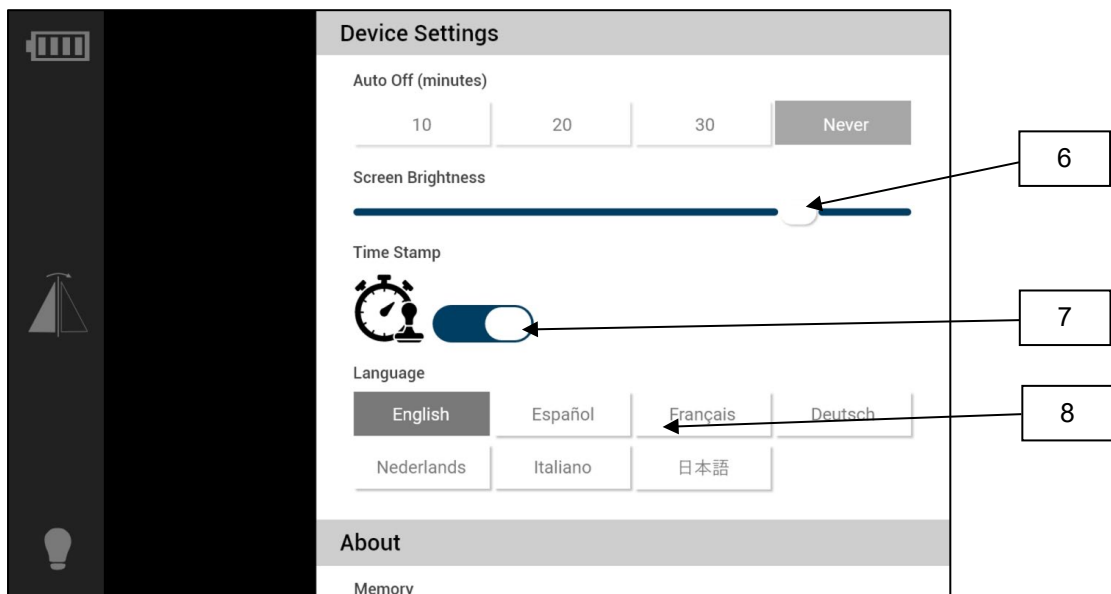 Device Settings
Auto Off (minutes)
10 20 30 Never
Screen Brightness
6
Time Stamp
7
Language
English Español Français Deutsch
8
Nederlands Italiano 日本語
About
Memory